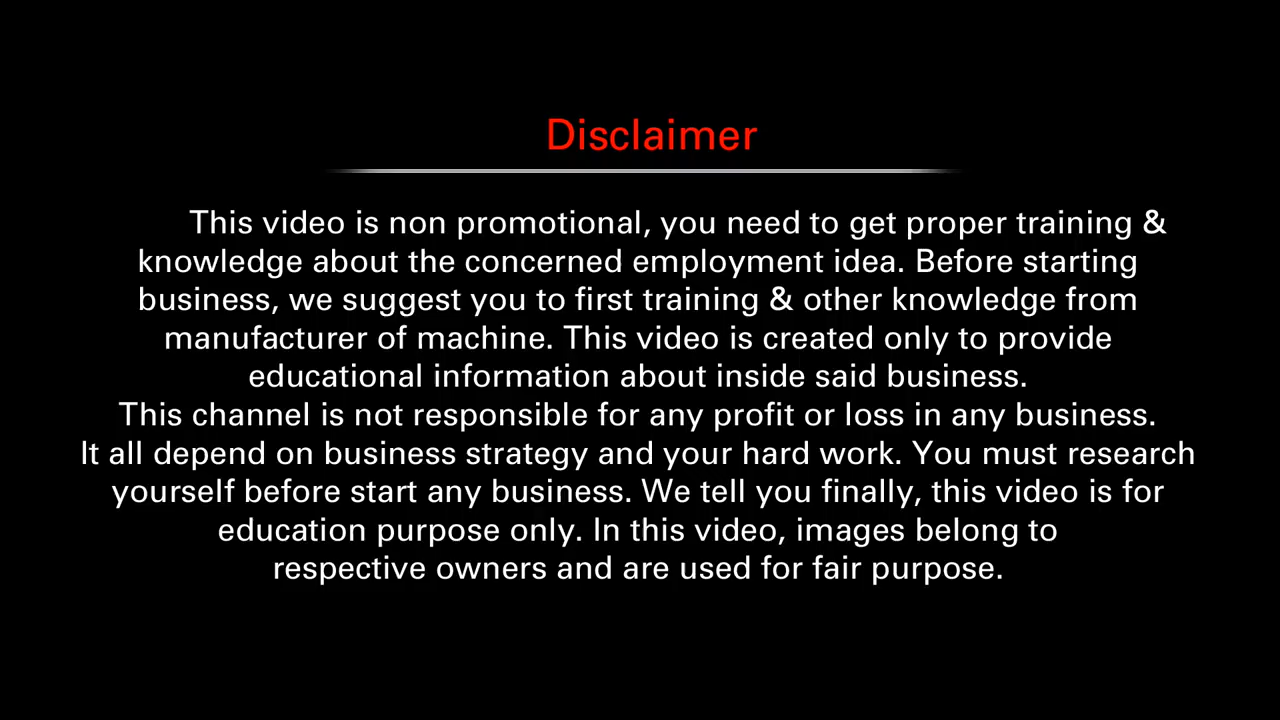 Disclaimer
This video is non promotional, you need to get proper training &
knowledge about the concerned employment idea. Before starting
business, we suggest you to first training & other knowledge from
manufacturer of machine. This video is created only to provide
educational information about inside said business.
This channel is not responsible for any profit or loss in any business.
It all depend on business strategy and your hard work. You must research
yourself before start any business. We tell you finally, this video is for
education purpose only. In this video, images belong to
respective owners and are used for fair purpose.